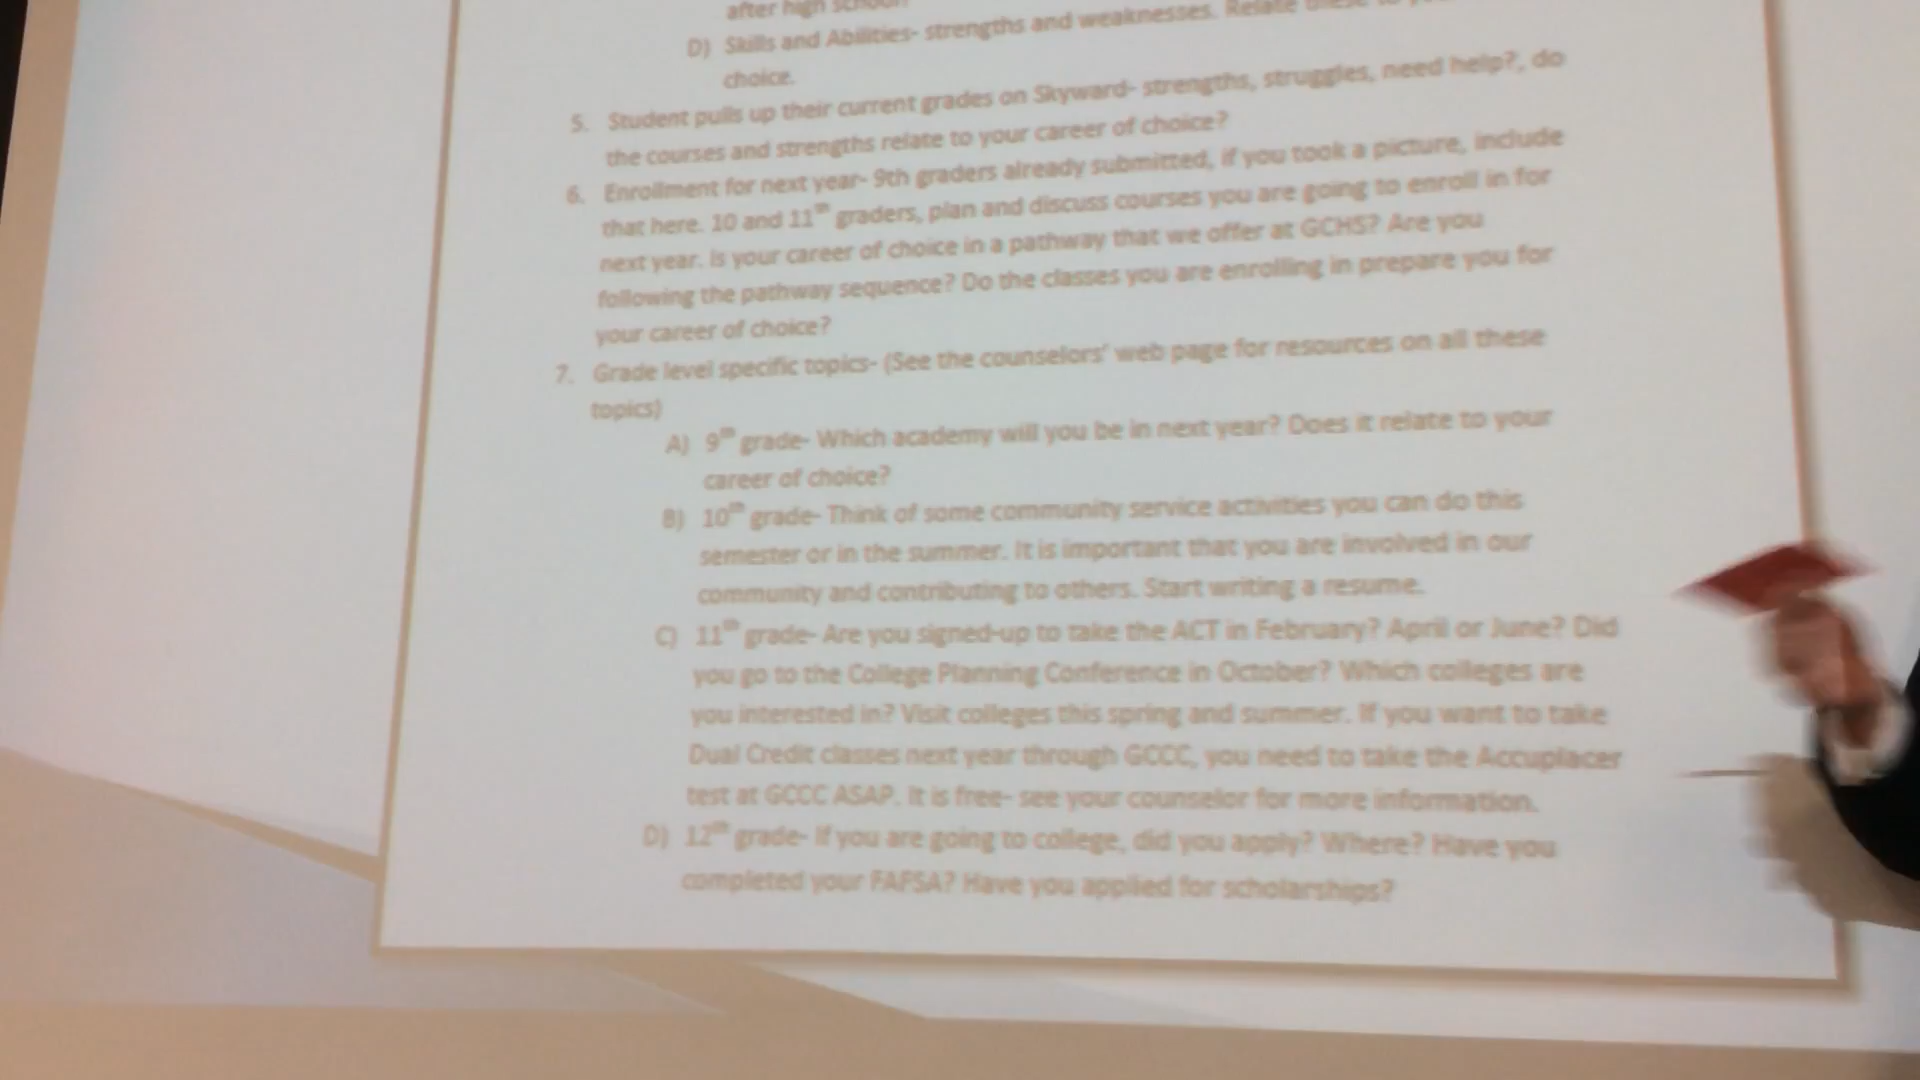 after high school?
D) Skills and Abilities- strengths and weaknesses. Relate these to
choice.
5. Student pulls up their current grades on Skyward- strengths, struggles, need help?, do
the courses and strengths relate to your career of choice?
6. Enrollment for next year- 9th graders already submitted, if you took a picture, include
that here. 10 and 11th graders, plan and discuss courses you are going to enroll in for
next year. Is your career of choice in a pathway that we offer at GCHS? Are you
following the pathway sequence? Do the classes you are enrolling in prepare you for
your career of choice?
7. Grade level specific topics- (See the counselors' web page for resources on all these
topics)
A) 9th grade- Which academy will you be in next year? Does it relate to your
career of choice?
B) 10th grade- Think of some community service activities you can do this
semester or in the summer. It is important that you are involved in our
community and contributing to others. Start writing a resume.
C) 11th grade- Are you signed-up to take the ACT in February? April or June? Did
you go to the College Planning Conference in October? Which colleges are
you interested in? Visit colleges this spring and summer. If you want to take
Dual Credit classes next year through GCCC, you need to take the Accuplacer
test at GCCC ASAP. It is free- see your counselor for more information.
D) 12th grade- If you are going to college, did you apply? Where? Have you
completed your FAFSA? Have you applied for scholarships?